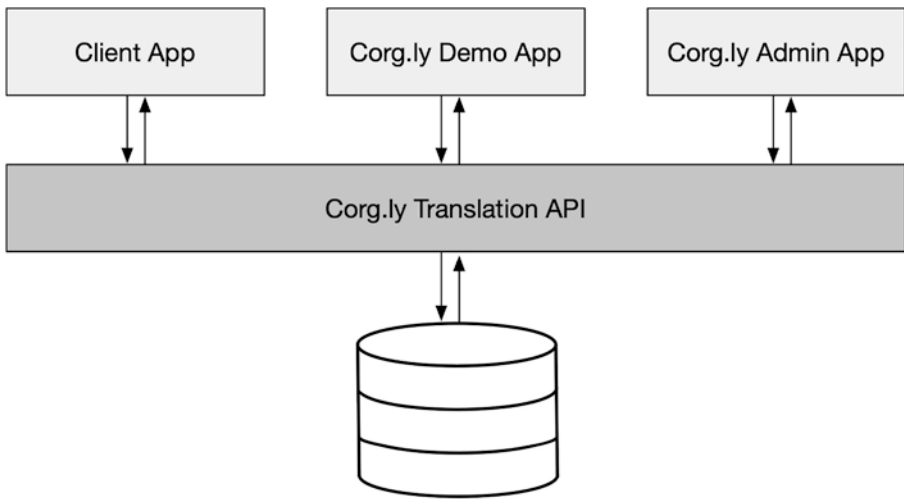 Client App
Corg.ly Demo App
Corg.ly Admin App
Corg.ly Translation API